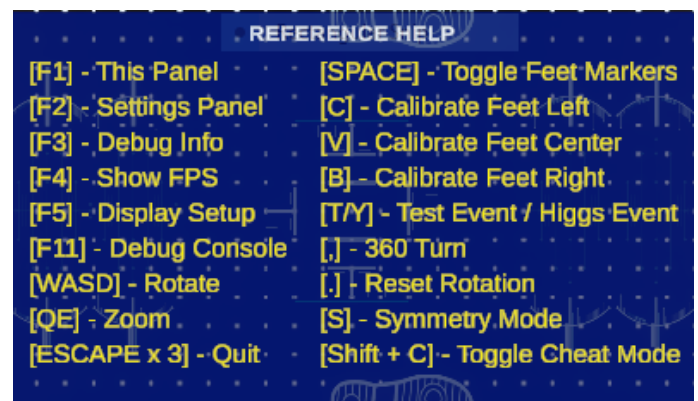 REFERENCE HELP
[F1] - This Panel
[F2] - Settings Panel
[F3] - Debug Info
[F4] - Show FPS
[F5] - Display Setup
[F11] - Debug Console
[WASD] - Rotate
[QE] - Zoom
[ESCAPE x 3] - Quit
[SPACE] - Toggle Feet Markers
[C] - Calibrate Feet Left
[V] - Calibrate Feet Center
[B] - Calibrate Feet Right
[T/Y] - Test Event / Higgs Event
[,] - 360 Turn
[.] - Reset Rotation
[S] - Symmetry Mode
[Shift + C] - Toggle Cheat Mode